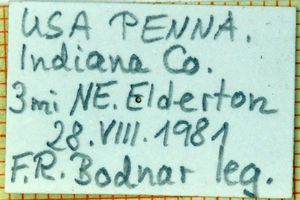 USA PENNA.
Indiana Co.
3mi NE. Elderton
28.VIII.1981
F.R. Bodnar leg.